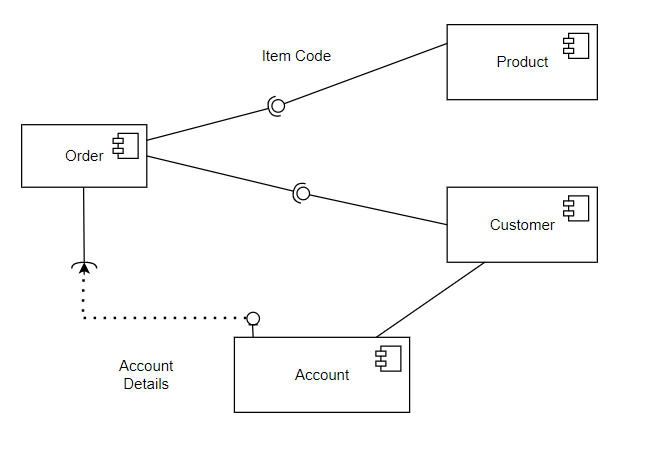 Item Code
Product
Order
Customer
Account
Details
Account